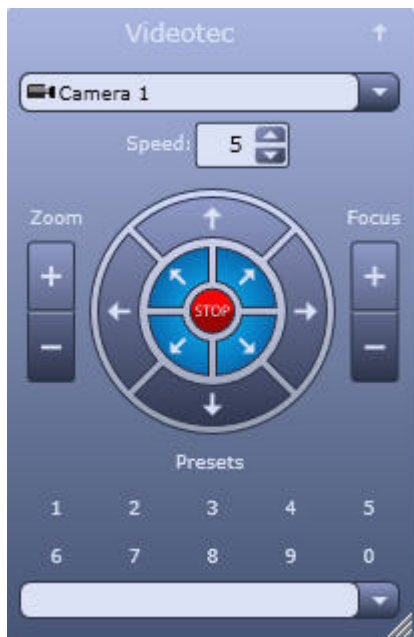 Videotec
Camera 1
Speed: 5
Zoom Focus
+ +
STOP
− −
Presets
1 2 3 4 5
6 7 8 9 0